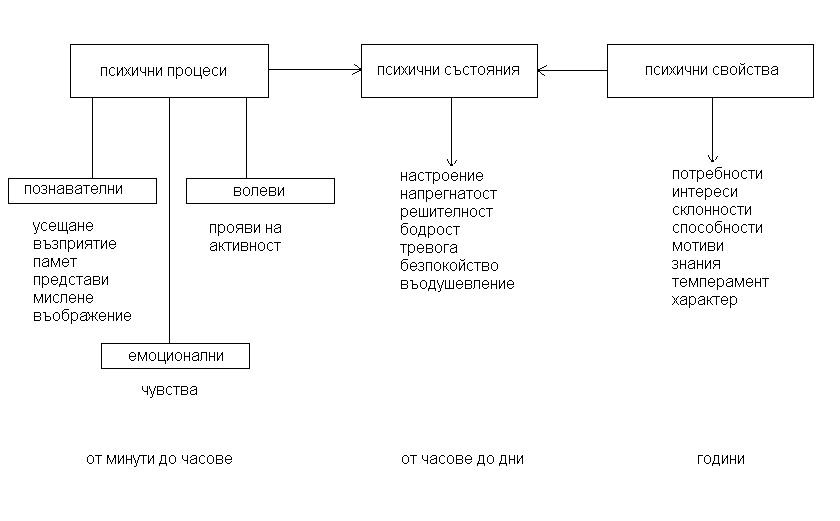 психични процеси
психични състояния
психични свойства
познавателни
усещане
възприятие
памет
представи
мислене
въображение
волеви
прояви на
активност
емоционални
чувства
настроение
напрегнатост
решителност
бодрост
тревога
безпокойство
въодушевление
потребности
интереси
склонности
способности
мотиви
знания
темперамент
характер
от минути до часове
от часове до дни
години